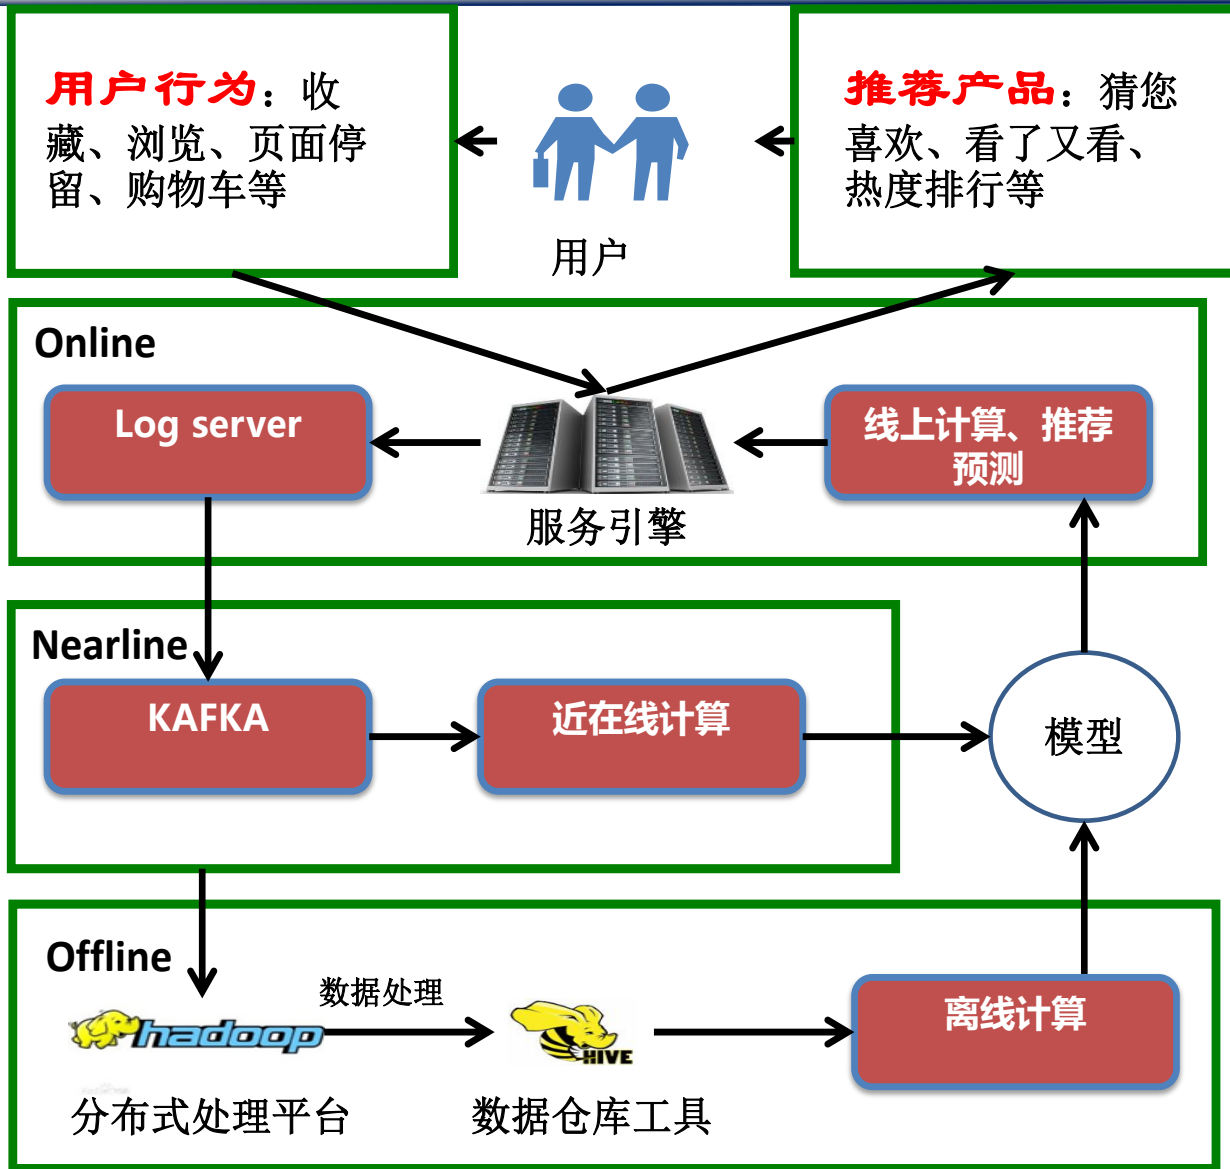 用户行为：收
藏、浏览、页面停
留、购物车等
用户
推荐产品：猜您
喜欢、看了又看、
热度排行等
Online
Log server
服务引擎
线上计算、推荐
预测
Nearline
KAFKA
近在线计算
模型
Offline
hadoop
分布式处理平台
数据处理
HIVE
数据仓库工具
离线计算